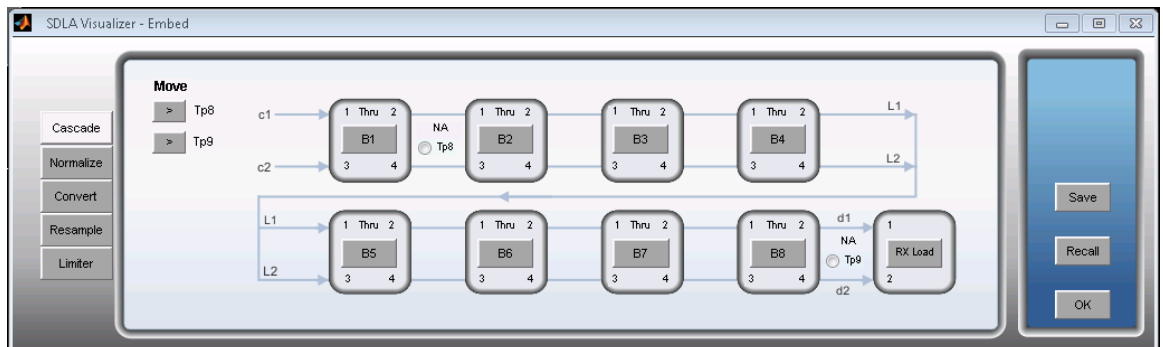 SDLA Visualizer - Embed
Move
> Tp8
> Tp9
Cascade
Normalize
Convert
Resample
Limiter
c1
c2
1 Thru 2
B1
3 4
NA
Tp8
1 Thru 2
B2
3 4
1 Thru 2
B3
3 4
1 Thru 2
B4
3 4
L1
L2
L1
L2
1 Thru 2
B5
3 4
1 Thru 2
B6
3 4
1 Thru 2
B7
3 4
1 Thru 2
B8
3 4
d1
NA
Tp9
d2
1
RX Load
2
Save
Recall
OK